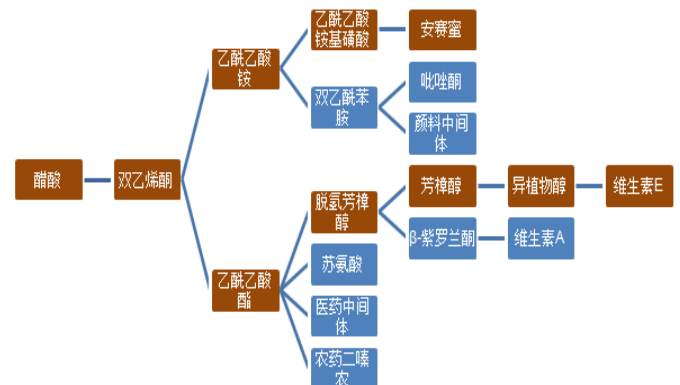 乙酰乙酸
铵基磺酸
安赛蜜
乙酰乙酸
铵
双乙酰苯
胺
吡唑酮
颜料中间
体
醋酸
双乙烯酮
脱氢芳樟
醇
芳樟醇
异植物醇
维生素E
β-紫罗兰酮
维生素A
苏氨酸
乙酰乙酸
酯
医药中间
体
农药二嗪
农